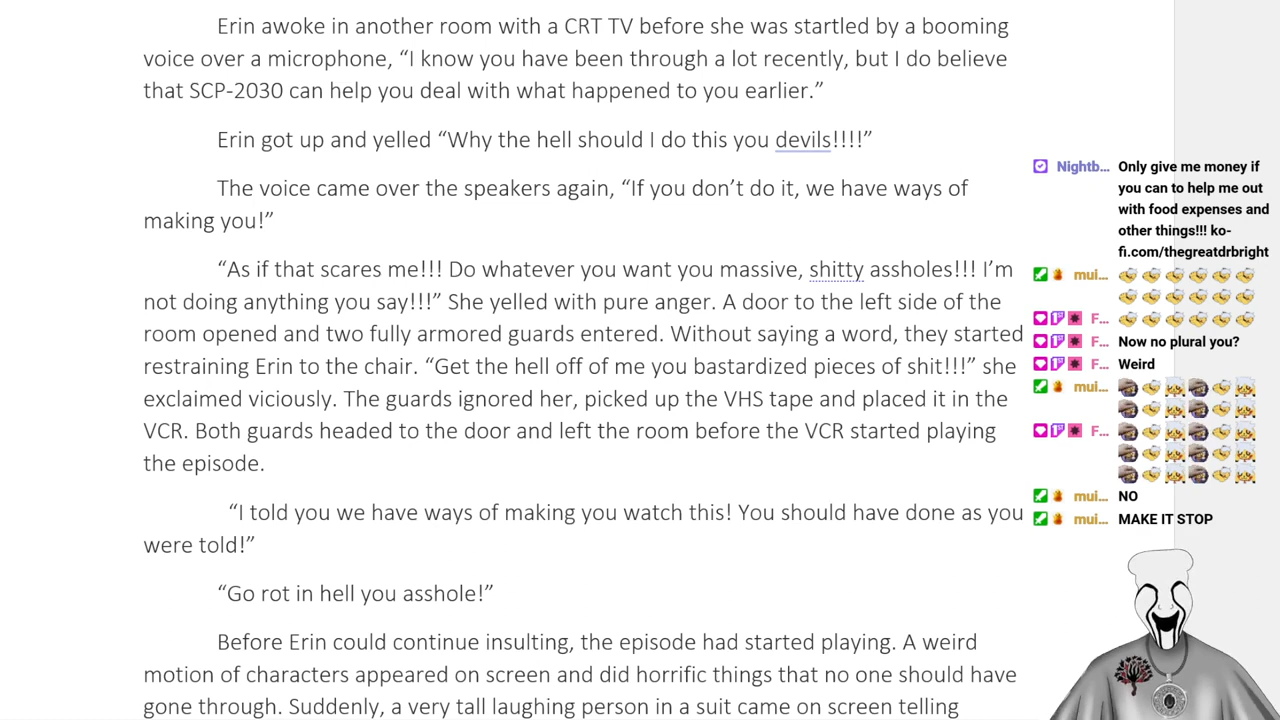 Erin awoke in another room with a CRT TV before she was startled by a booming
voice over a microphone, “I know you have been through a lot recently, but I do believe
that SCP-2030 can help you deal with what happened to you earlier.”
Erin got up and yelled “Why the hell should I do this you devils!!!!”
The voice came over the speakers again, “If you don’t do it, we have ways of
making you!”
“As if that scares me!!! Do whatever you want you massive, shitty assholes!!! I’m
not doing anything you say!!!” She yelled with pure anger. A door to the left side of the
room opened and two fully armored guards entered. Without saying a word, they started
restraining Erin to the chair. “Get the hell off of me you bastardized pieces of shit!!!” she
exclaimed viciously. The guards ignored her, picked up the VHS tape and placed it in the
VCR. Both guards headed to the door and left the room before the VCR started playing
the episode.
“I told you we have ways of making you watch this! You should have done as you
were told!”
“Go rot in hell you asshole!”
Before Erin could continue insulting, the episode had started playing. A weird
motion of characters appeared on screen and did horrific things that no one should have
gone through. Suddenly, a very tall laughing person in a suit came on screen telling
Nightb... Only give me money if
you can to help me out
with food expenses and
other things!!! ko-
fi.com/thegreatdrbright
mui...
F...
F... Now no plural you?
F... Weird
mui...
F...
mui... NO
mui... MAKE IT STOP